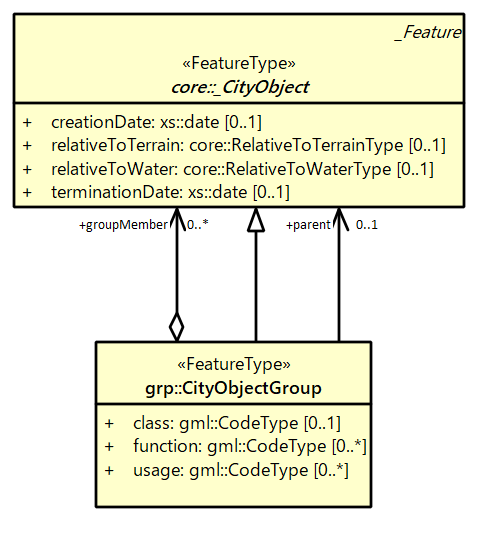 _Feature
«FeatureType»
core::_CityObject
+ creationDate: xs::date [0..1]
+ relativeToTerrain: core::RelativeToTerrainType [0..1]
+ relativeToWater: core::RelativeToWaterType [0..1]
+ terminationDate: xs::date [0..1]
+groupMember 0..* +parent 0..1
«FeatureType»
grp::CityObjectGroup
+ class: gml::CodeType [0..1]
+ function: gml::CodeType [0..*]
+ usage: gml::CodeType [0..*]